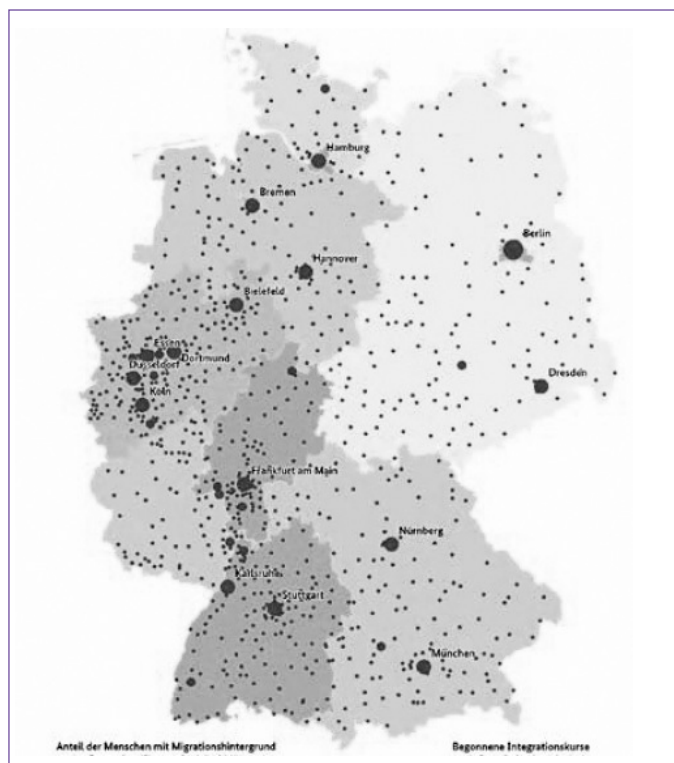 Hamburg
Bremen
Berlin
Hannover
Bielefeld
Essen
Dortmund
Düsseldorf
Dresden
Köln
Frankfurt am Main
Nürnberg
Karlsruhe
Stuttgart
München
Anteil der Menschen mit Migrationshintergrund
Begonnene Integrationskurse